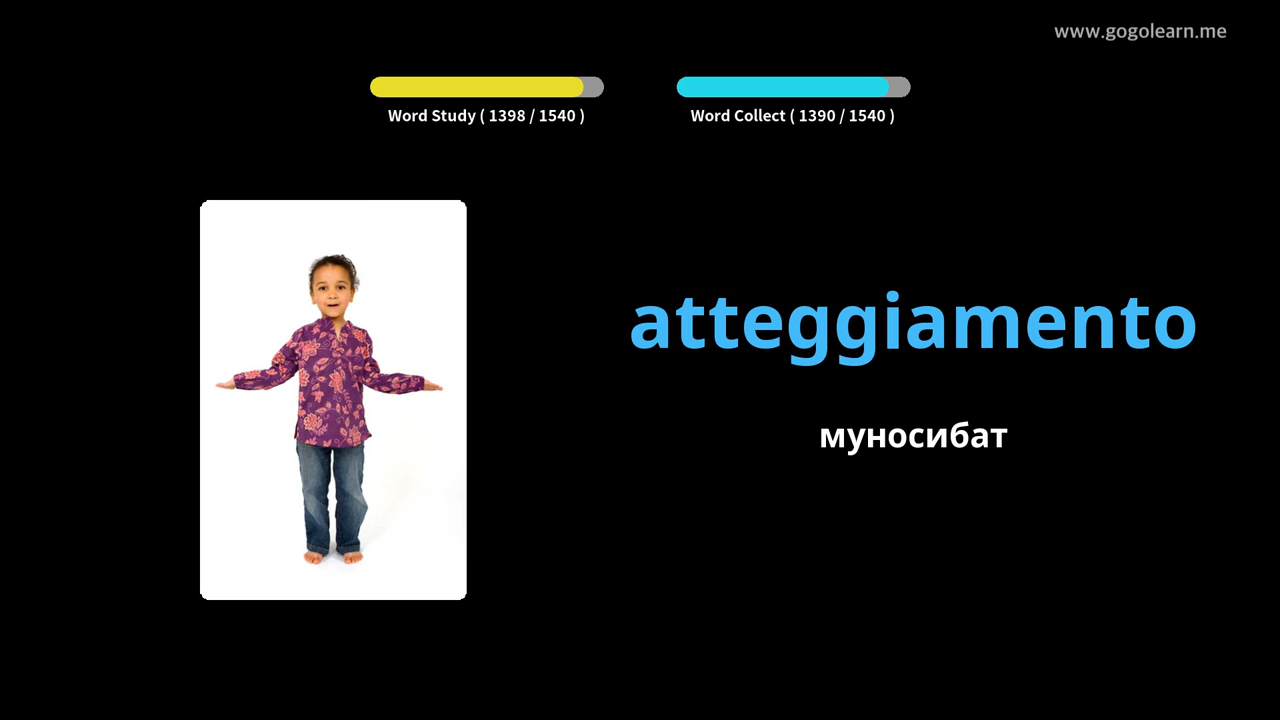 www.gogolearn.me
Word Study ( 1398 / 1540 )
Word Collect ( 1390 / 1540 )
atteggiamento
муносибат